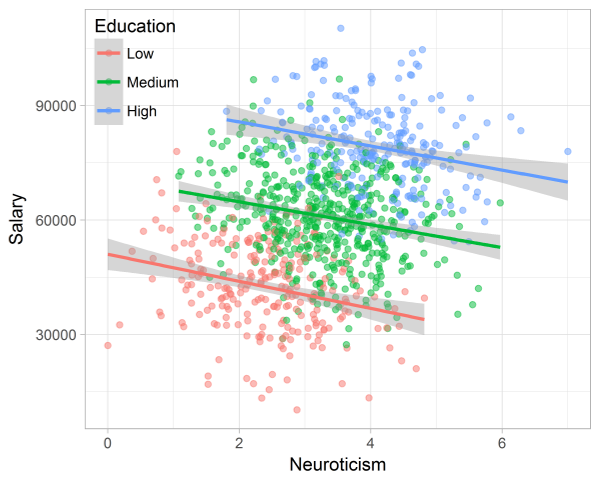 Education
Low
Medium
High
90000
60000
30000
Salary
0
2
4
6
Neuroticism